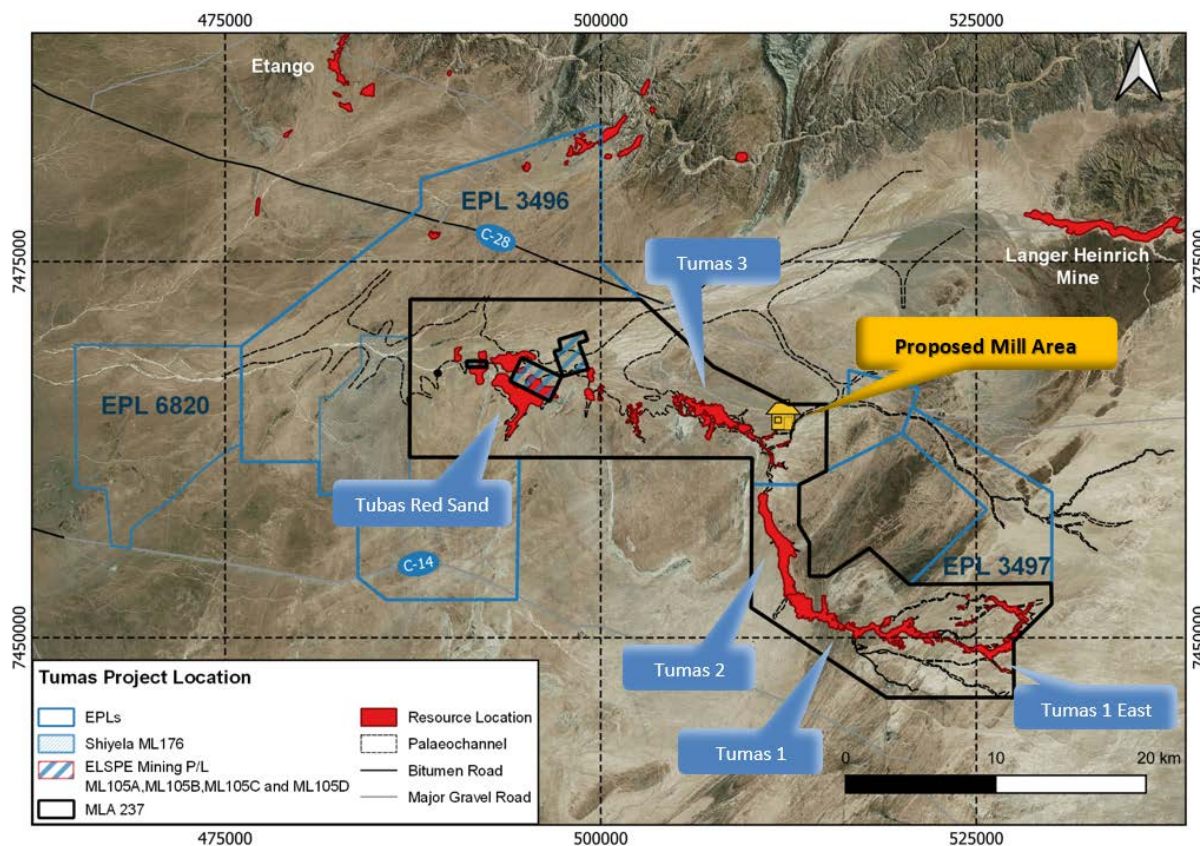 475000
500000
525000
Etango
EPL 3496
C-28
7475000
7475000
Tumas 3
Langer Heinrich
Mine
Proposed Mill Area
EPL 6820
Tubas Red Sand
C-14
EPL 3497
7450000
7450000
Tumas 2
Tumas 1 East
Tumas 1
Tumas Project Location
EPLs
Shiyela ML176
ELSPE Mining P/L
ML105A,ML105B,ML105C and ML105D
MLA 237
Resource Location
Palaeochannel
Bitumen Road
Major Gravel Road
0
10
20 km
475000
500000
525000